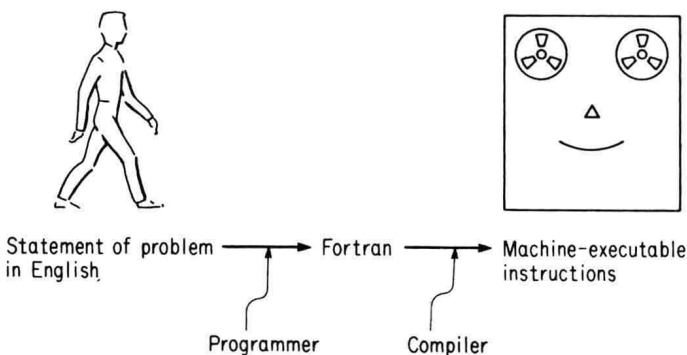 Statement of problem
in English
Fortran
Machine-executable
instructions
Programmer
Compiler